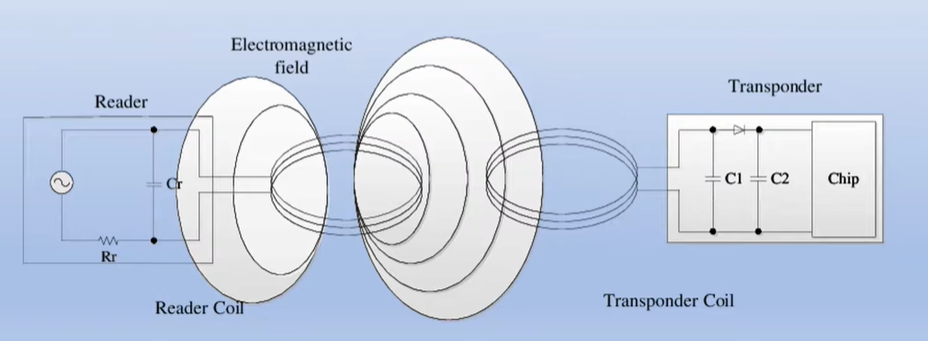 Electromagnetic
field
Reader
Transponder
Cr
C1
C2
Chip
Rr
Reader Coil
Transponder Coil